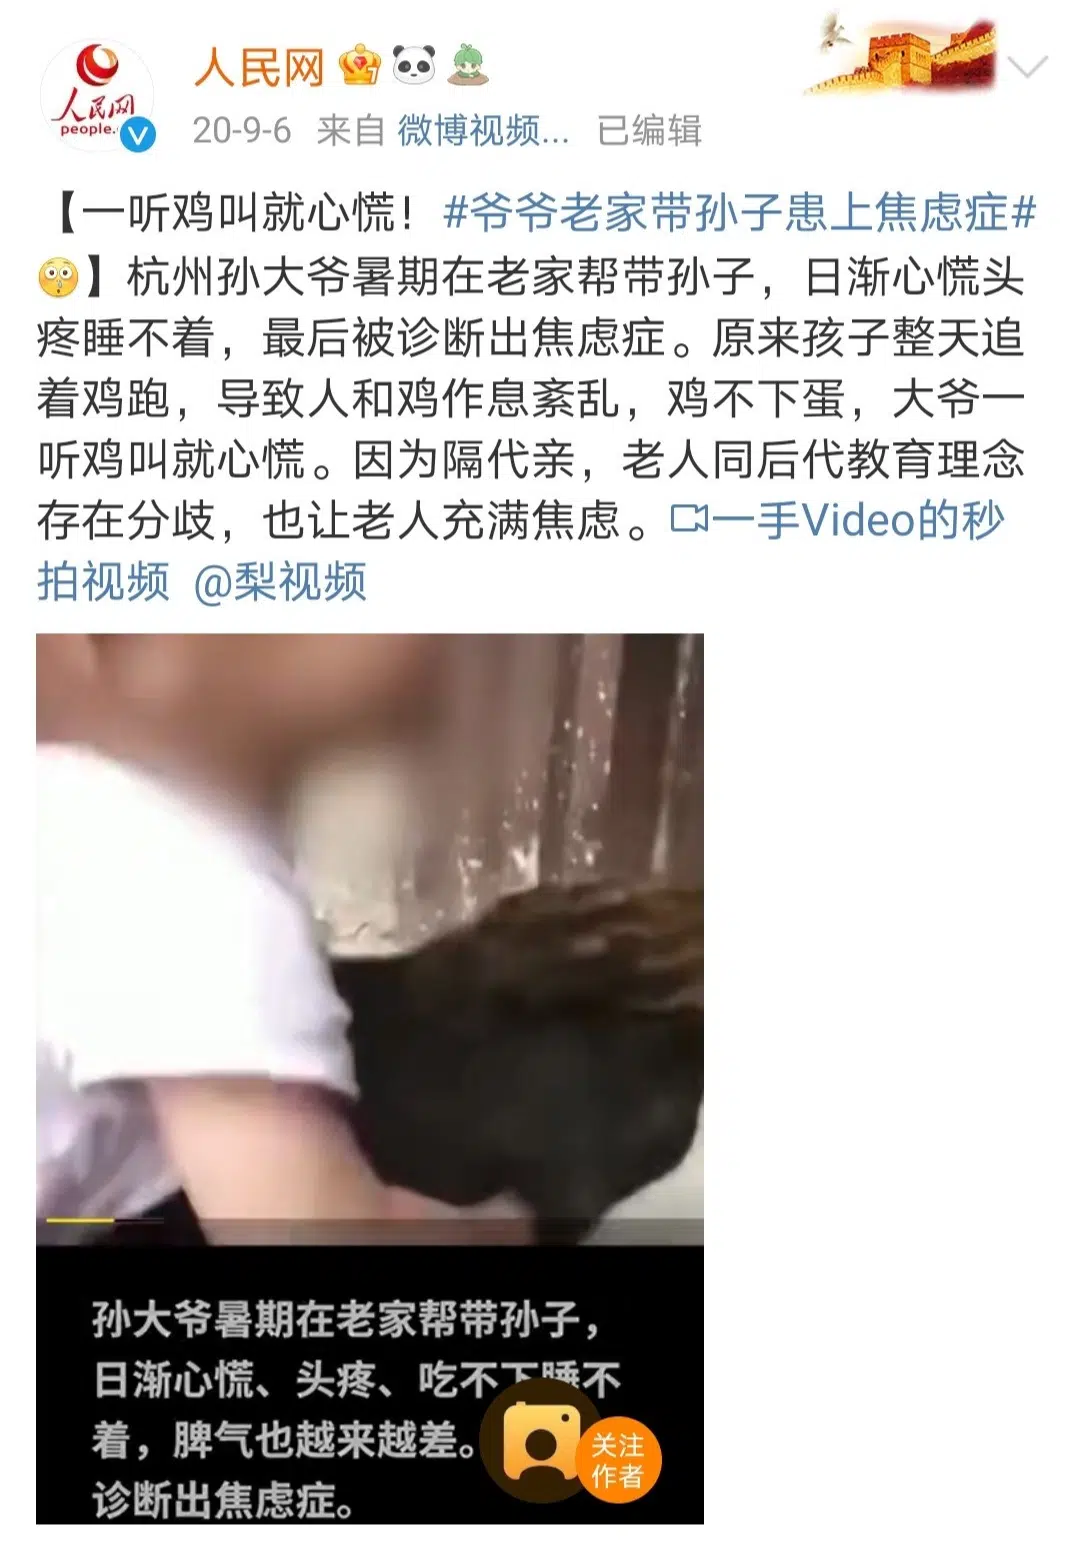 人民网
人民网
people.
20-9-6 来自 微博视频... 已编辑
【一听鸡叫就心慌！#爷爷老家带孙子患上焦虑症#
】杭州孙大爷暑期在老家帮带孙子，日渐心慌头
疼睡不着，最后被诊断出焦虑症。原来孩子整天追
着鸡跑，导致人和鸡作息紊乱，鸡不下蛋，大爷一
听鸡叫就心慌。因为隔代亲，老人同后代教育理念
存在分歧，也让老人充满焦虑。一手Video的秒
拍视频 @梨视频
孙大爷暑期在老家帮带孙子，
日渐心慌、头疼、吃不下睡不
着，脾气也越来越差。
诊断出焦虑症。
关注
作者